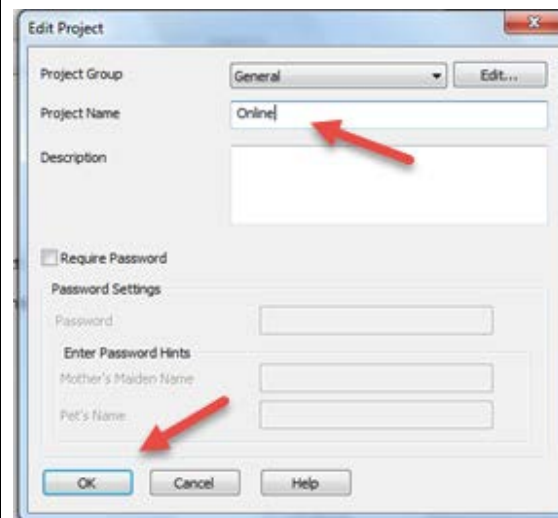 Edit Project
Project Group General Edit...
Project Name Online
Description
Require Password
Password Settings
Password
Enter Password Hints
Mother's Maiden Name
Pet's Name
OK Cancel Help